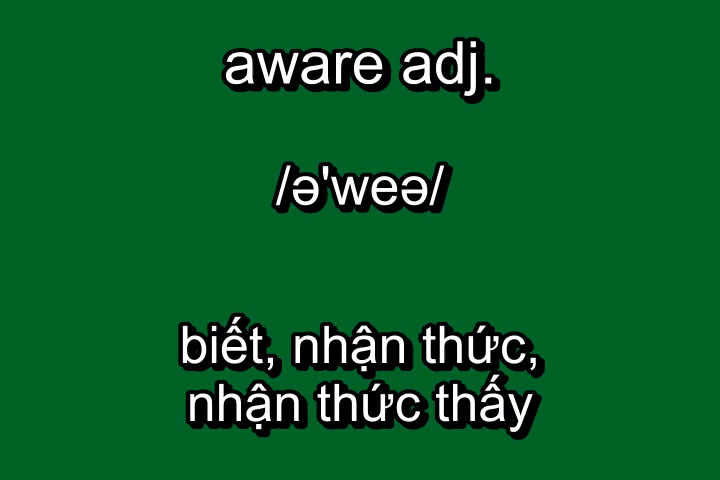 aware adj.
/ə'weə/
biết, nhận thức,
nhận thức thấy